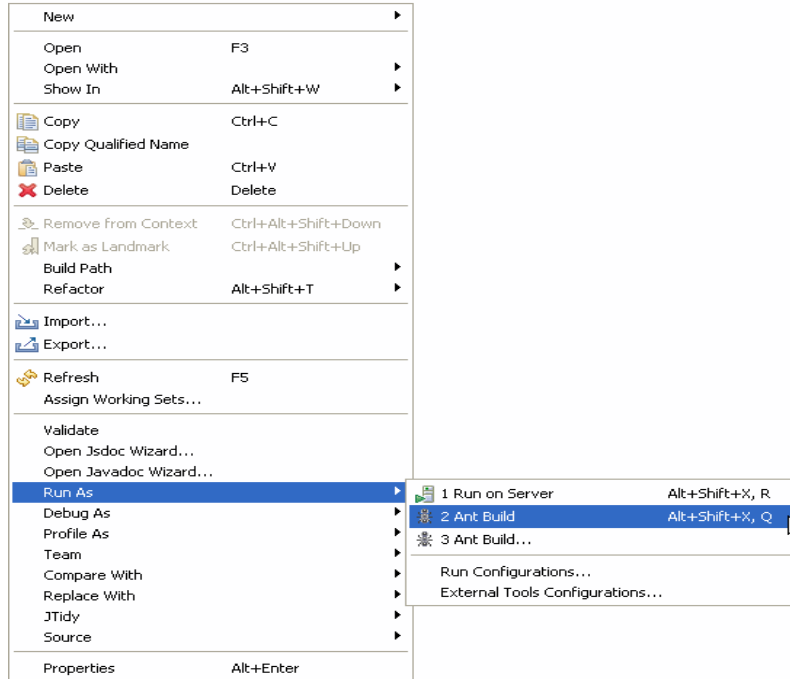 New
Open F3
Open With
Show In Alt+Shift+W
Copy Ctrl+C
Copy Qualified Name
Paste Ctrl+V
Delete Delete
Remove from Context Ctrl+Alt+Shift+Down
Mark as Landmark Ctrl+Alt+Shift+Up
Build Path
Refactor Alt+Shift+T
Import...
Export...
Refresh F5
Assign Working Sets...
Validate
Open Jsdoc Wizard...
Open Javadoc Wizard...
Run As
Debug As
Profile As
Team
Compare With
Replace With
JTidy
Source
Properties Alt+Enter
1 Run on Server Alt+Shift+X, R
2 Ant Build Alt+Shift+X, Q
3 Ant Build...
Run Configurations...
External Tools Configurations...